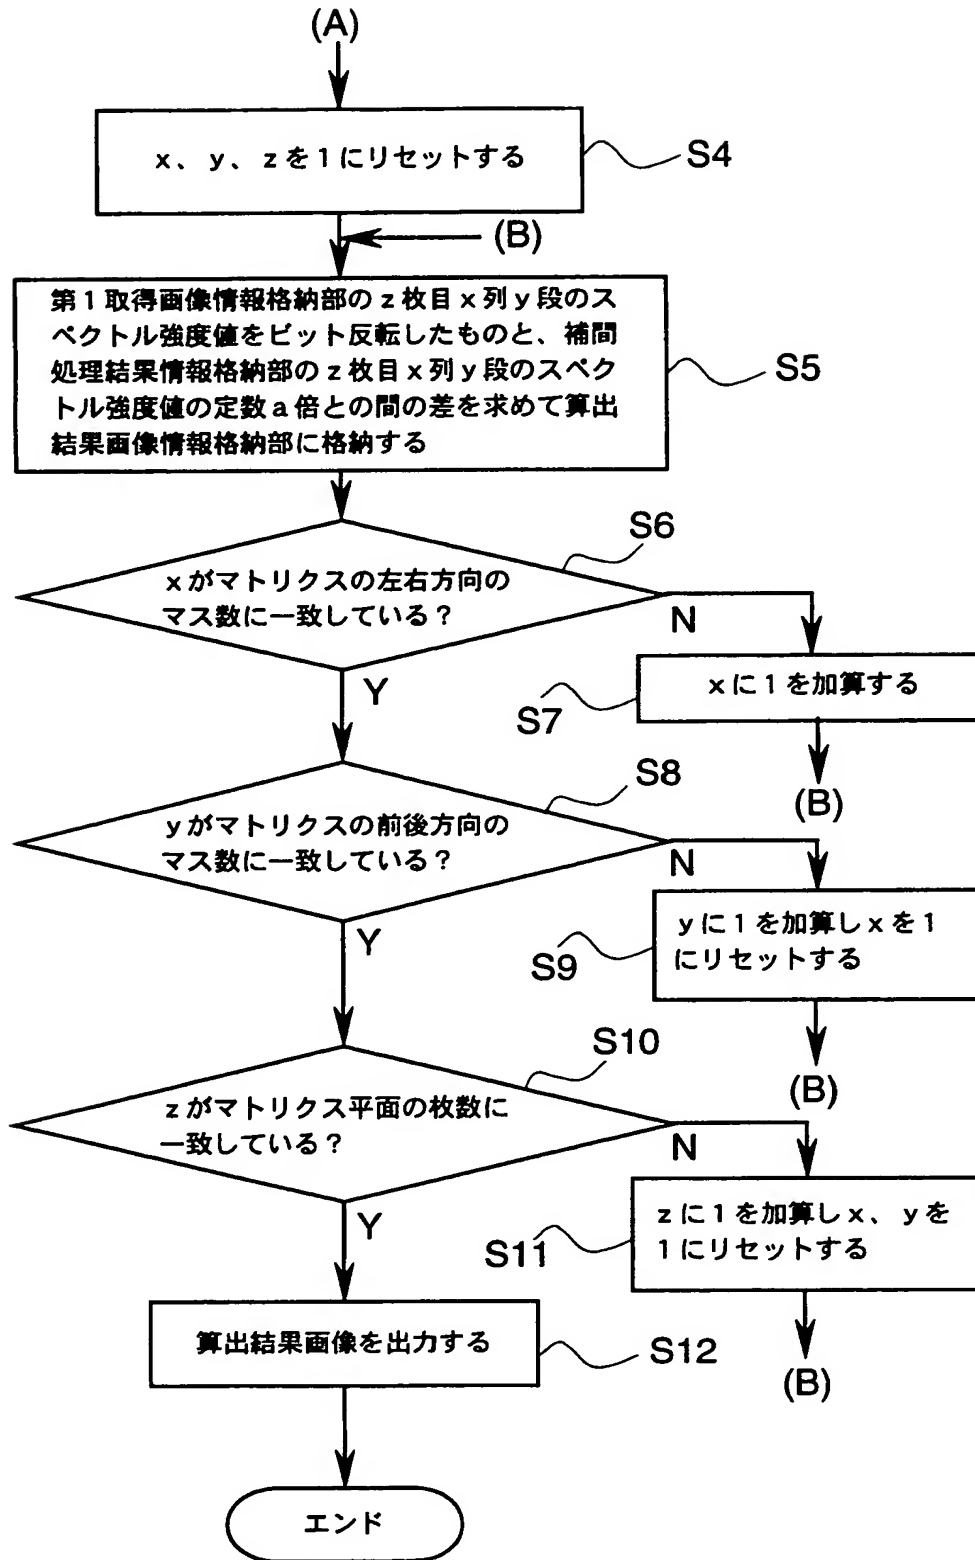 (A)
x、y、zを1にリセットする
S4
(B)
第1取得画像情報格納部のz枚目x列y段のス
ペクトル強度値をビット反転したものと、補間
処理結果情報格納部のz枚目x列y段のスペク
トル強度値の定数a倍との間の差を求めて算出
結果画像情報格納部に格納する
S5
S6
xがマトリクスの左右方向の
マス数に一致している?
N
Y
xに1を加算する
S7
(B)
S8
yがマトリクスの前後方向の
マス数に一致している?
N
Y
yに1を加算しxを1
にリセットする
S9
(B)
S10
zがマトリクス平面の枚数に
一致している?
N
Y
zに1を加算しx、yを
1にリセットする
S11
(B)
算出結果画像を出力する
S12
エンド